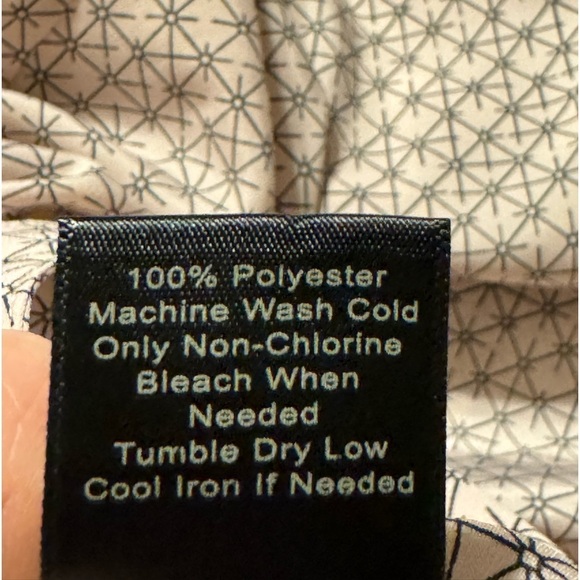 100% Polyester
Machine Wash Cold
Only Non-Chlorine
Bleach When
Needed
Tumble Dry Low
Cool Iron If Needed